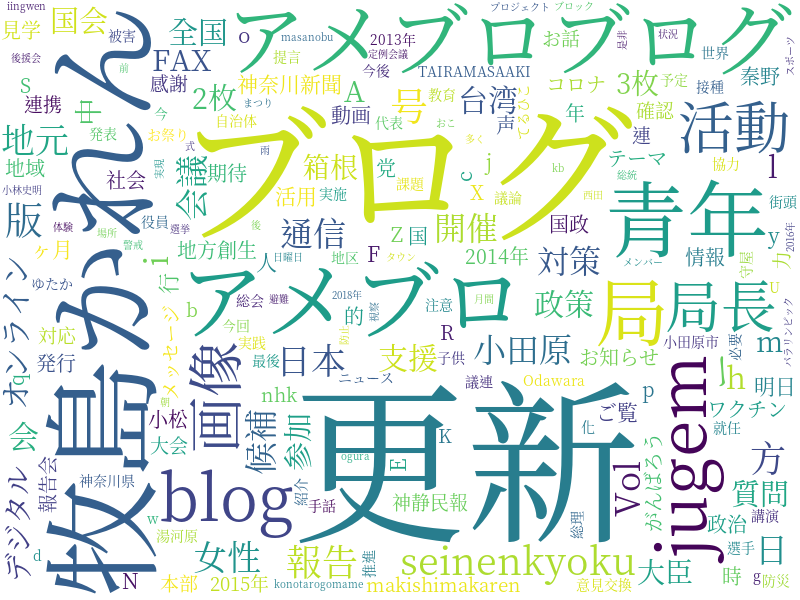 iingwen
見学
国会
被害
全国
o
アメブロブログ
プロジェクト
ブロック
後援会
FAX
masanobu
2013年
定例会議
お話
是非
状況
スポーツ
S
中
前
感謝
神奈川新聞
提言
今後
TAIRAMASAAKI
コロナ
3枚
予定
世界
秦野
連携
2枚
A
号
教育
台湾
年
確認
接種
活動
今
まつり
動画
代表
声
連
地元
発表
お祭り
自治体
ブログ
おこ
多く
てるひこ
式
雨
党
c
j
テーマ
協力
l
地域
会議
期待
箱根
課題
X
議論
kb
総統
小林史明
社会
実現
活用
実施
西田
青年
街頭
版
体験
場所
役員
選挙
後
通信
開催
国政
y
2016年
ヶ月
警戒
地方創生
Z
国
F
2014年
対策
情報
守屋
力
i
人
日曜日
地区
タウン
メンバー
ゆたか
行
総会
避難
2018年
視察
月間
U
牧島かれん
b
アメブロ
的
注意
政策
局
局長
パラリンピック
オンライン
対応
メッセージ
今回
実践
防止
R
小田原
小田原市
必要
m
発行
q
画像
最後
日本
支援
子供
お知らせ
じ
h
明日
ニュース
議連
Odawara
小松
nhk
p
ご覧
ワクチン
会
大会
候補
参加
更新
K
化
就任
jugem
方
デジタル
報告会
神奈川県
blog
ogura
E
Vol
がんばろう
質問
紹介
手話
神静民報
政治
講演
w
総理
湯河原
d
女性
報告
推進
seinenkyoku
選手
日
N
本部
2015年
konotarogomame
makishimakaren
意見交換
大臣
時
g
防災